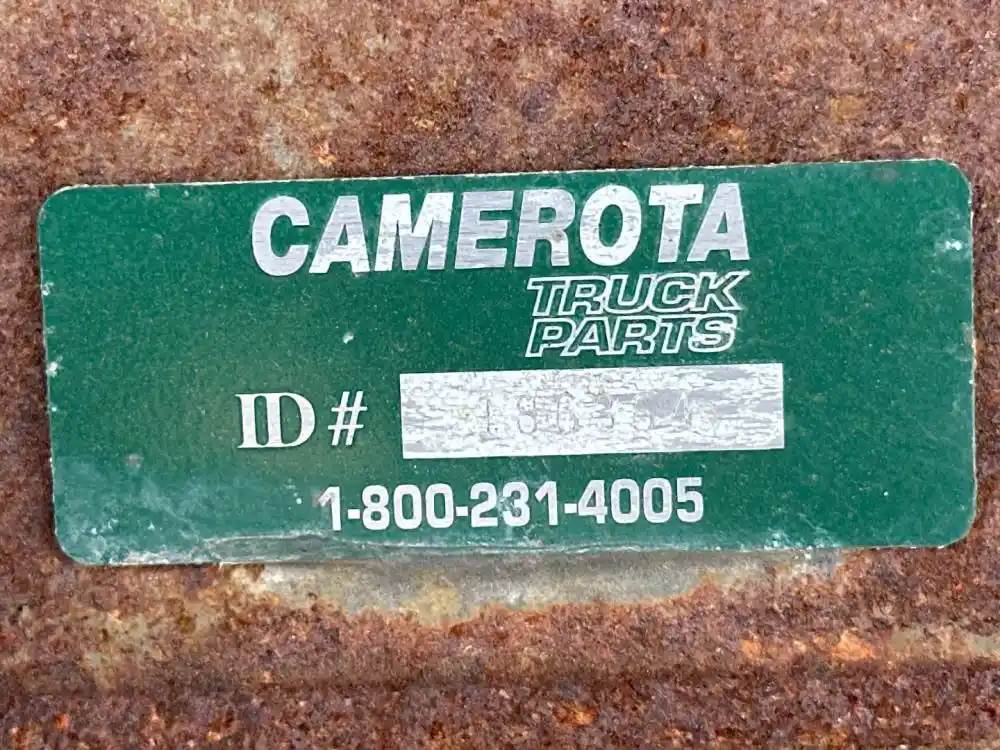 CAMEROTA
TRUCK
PARTS
ID #
1-800-231-4005